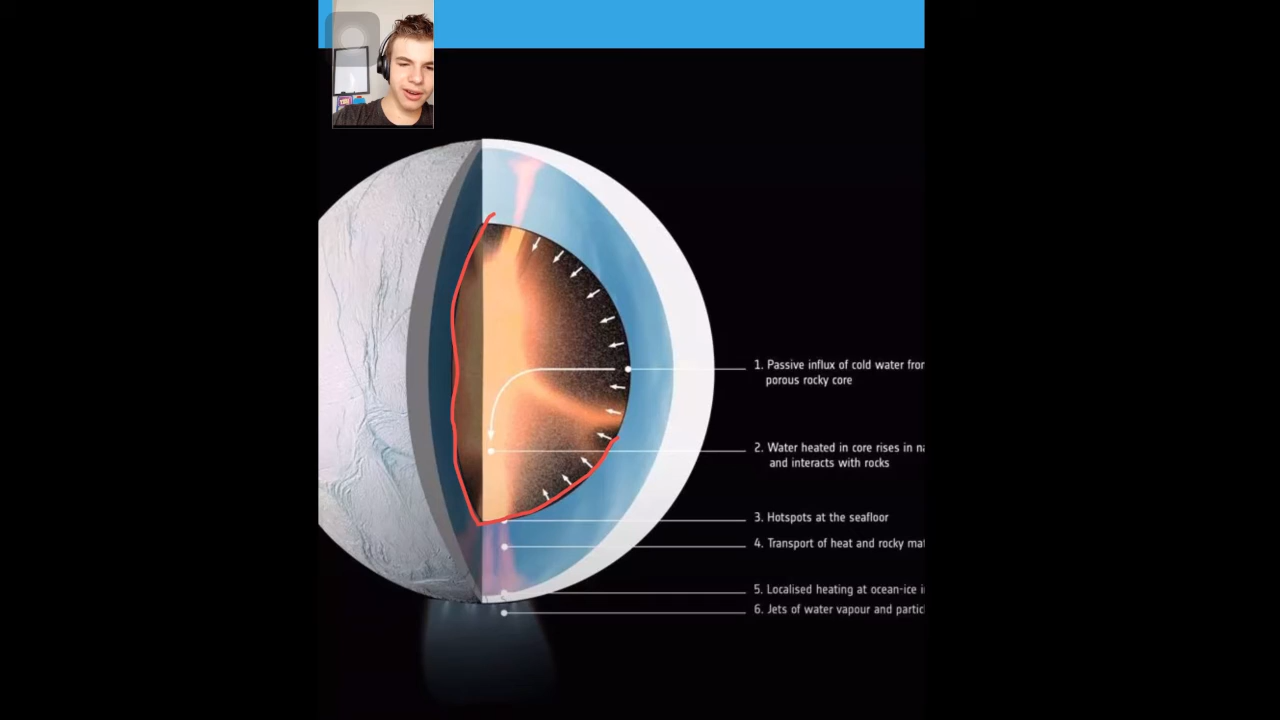 1. Passive influx of cold water from
porous rocky core
2. Water heated in core rises in
and interacts with rocks
3. Hotspots at the seafloor
4. Transport of heat and rocky
5. Localised heating at ocean-ice
6. Jets of water vapour and